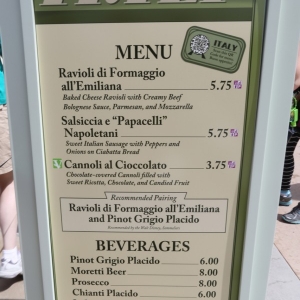 ITALY
MENU
Ravioli di Formaggio
all'Emiliana 5.75
Baked Cheese Ravioli with Creamy Beef
Bolognese Sauce, Parmesan, and Mozzarella
Salsiccia e "Papacelli"
Napoletani 5.75
Sweet Italian Sausage with Peppers and
Onions on Ciabatta Bread
Cannoli al Cioccolato 3.75
Chocolate-covered Cannoli filled with
Sweet Ricotta, Chocolate, and Candied Fruit
Recommended Pairing
Ravioli di Formaggio all'Emiliana
and Pinot Grigio Placido
BEVERAGES
Pinot Grigio Placido 6.00
Moretti Beer 8.00
Prosecco 8.00
Chianti Placido 6.00